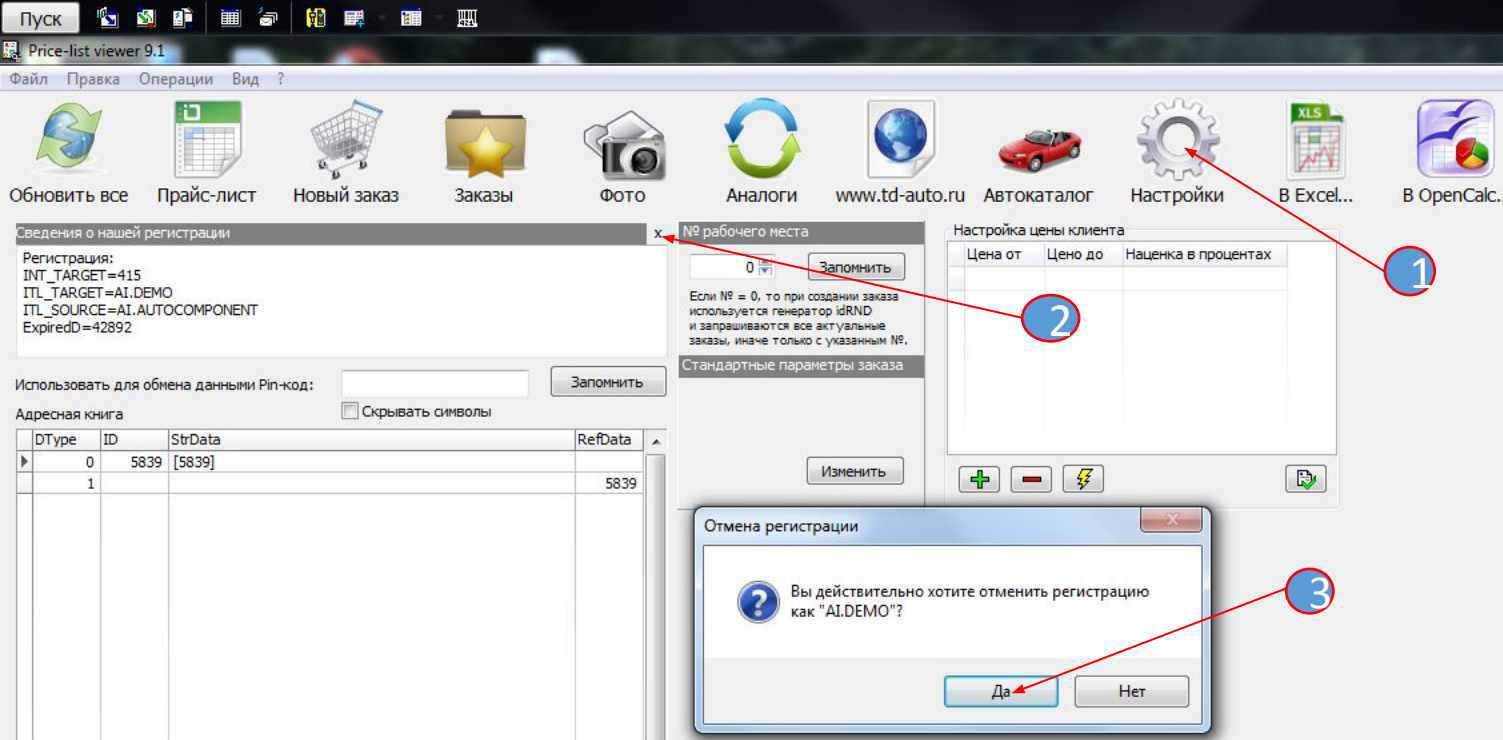 Пуск
Price-list viewer 9.1
Файл Правка Операции Вид ?
XLS
Обновить все Прайс-лист Новый заказ Заказы Фото Аналоги www.td-auto.ru Автокаталог Настройки В Excel... В OpenCalc..
Сведения о нашей регистрации x
Регистрация:
INT_TARGET=415
ITL_TARGET=AI.DEMO
ITL_SOURCE=AI.AUTOCOMPONENT
ExpiredD=42892
Использовать для обмена данными Pin-код: Запомнить
Адресная книга Скрывать символы
DType ID StrData RefData
0 5839 [5839]
1 5839
№ рабочего места
0 Запомнить
Если № = 0, то при создании заказа
используется генератор idRND
и запрашиваются все актуальные
заказы, иначе только с указанным №.
Стандартные параметры заказа
Изменить
Настройка цены клиента
Цена от Цено до Наценка в процентах
1
2
Отмена регистрации
Вы действительно хотите отменить регистрацию
как "AI.DEMO"?
3
Да Нет